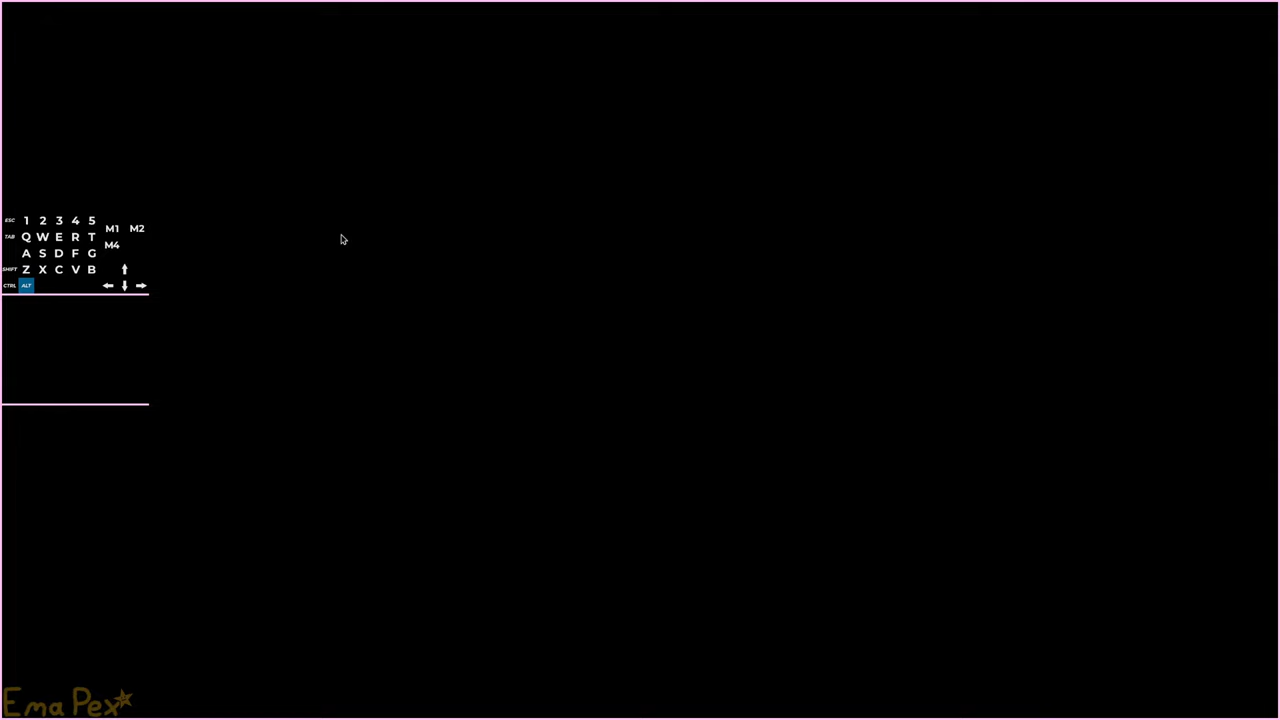 ESC 1 2 3 4 5
M1 M2
TAB Q W E R T
M4
A S D F G
SHIFT Z X C V B
CTRL ALT
Ema Pex